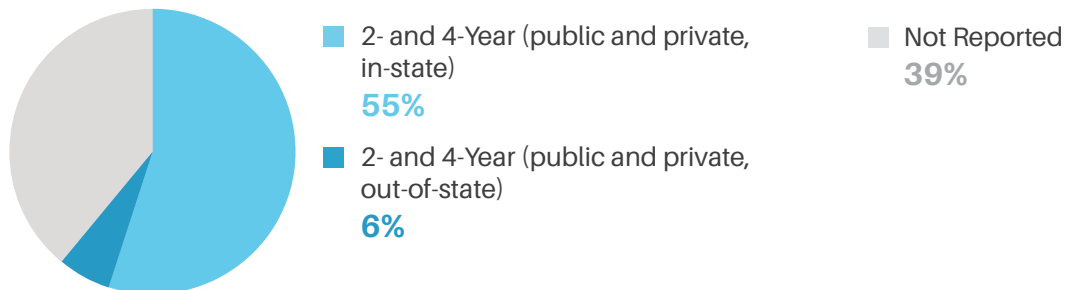 2- and 4-Year (public and private,
in-state)
55%
2- and 4-Year (public and private,
out-of-state)
6%
Not Reported
39%